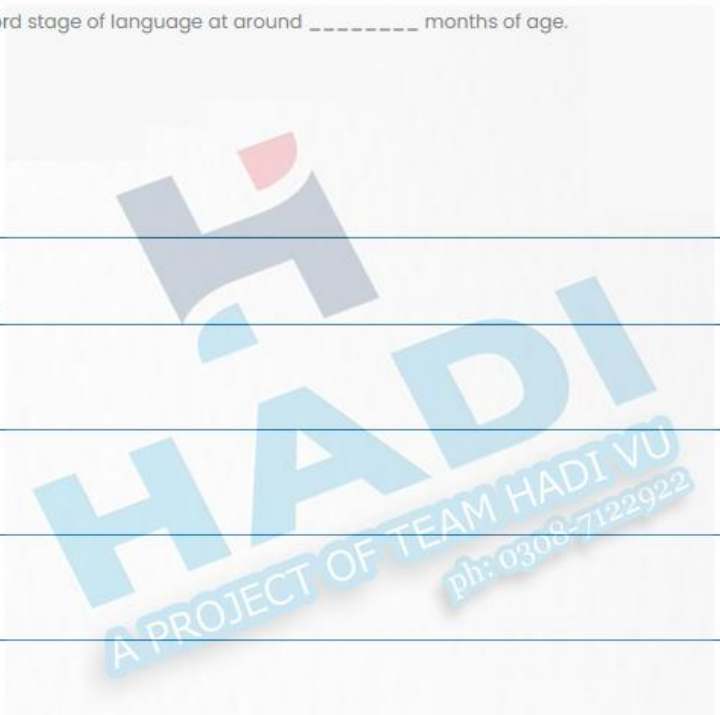 rd stage of language at around ________ months of age.
HADI
A PROJECT OF TEAM HADI VU
ph: 0308-7122922